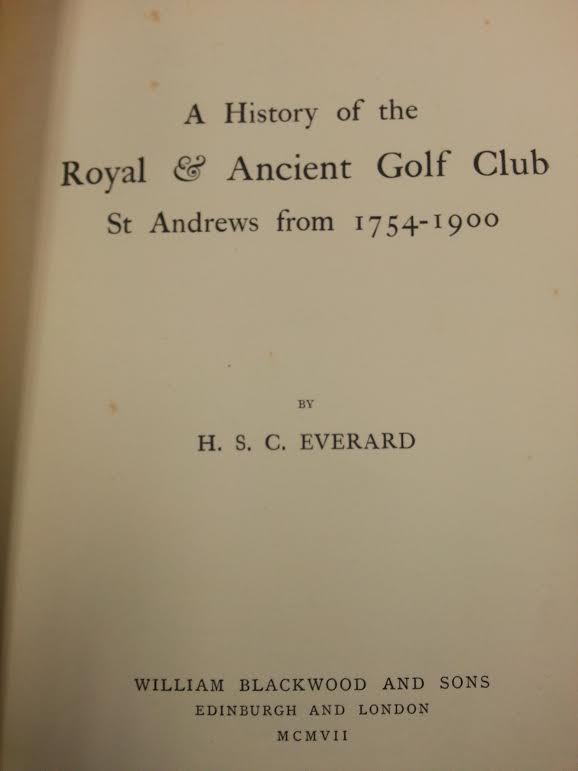 A History of the
Royal & Ancient Golf Club
St Andrews from 1754-1900
BY
H. S. C. EVERARD
WILLIAM BLACKWOOD AND SONS
EDINBURGH AND LONDON
MCMVII